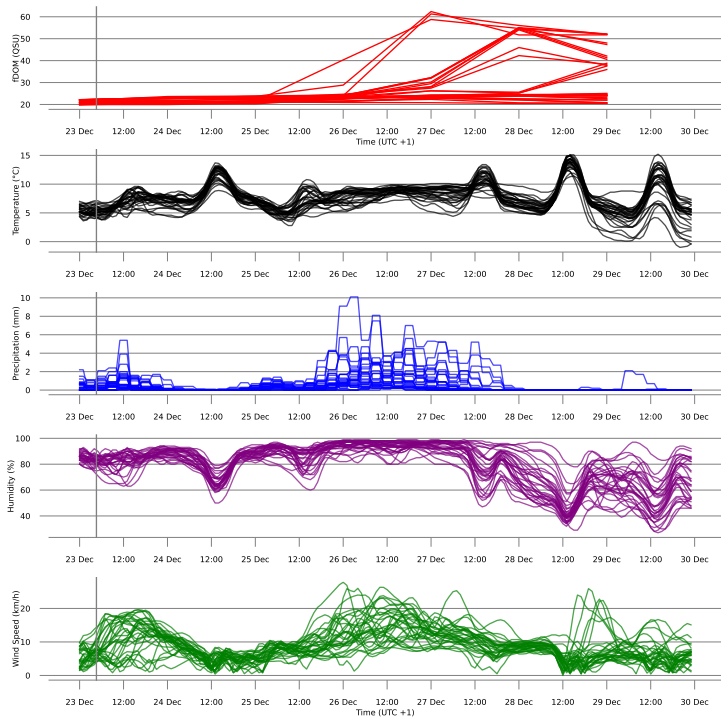 60
50
40
30
20
fDOM (QSU)
23 Dec 12:00 24 Dec 12:00 25 Dec 12:00 26 Dec 12:00 27 Dec 12:00 28 Dec 12:00 29 Dec 12:00 30 Dec
Time (UTC +1)
15
10
5
0
Temperature (°C)
23 Dec 12:00 24 Dec 12:00 25 Dec 12:00 26 Dec 12:00 27 Dec 12:00 28 Dec 12:00 29 Dec 12:00 30 Dec
10
8
6
4
2
0
Precipitation (mm)
23 Dec 12:00 24 Dec 12:00 25 Dec 12:00 26 Dec 12:00 27 Dec 12:00 28 Dec 12:00 29 Dec 12:00 30 Dec
100
80
60
40
Humidity (%)
23 Dec 12:00 24 Dec 12:00 25 Dec 12:00 26 Dec 12:00 27 Dec 12:00 28 Dec 12:00 29 Dec 12:00 30 Dec
20
10
0
Wind Speed (km/h)
23 Dec 12:00 24 Dec 12:00 25 Dec 12:00 26 Dec 12:00 27 Dec 12:00 28 Dec 12:00 29 Dec 12:00 30 Dec
Time (UTC +1)